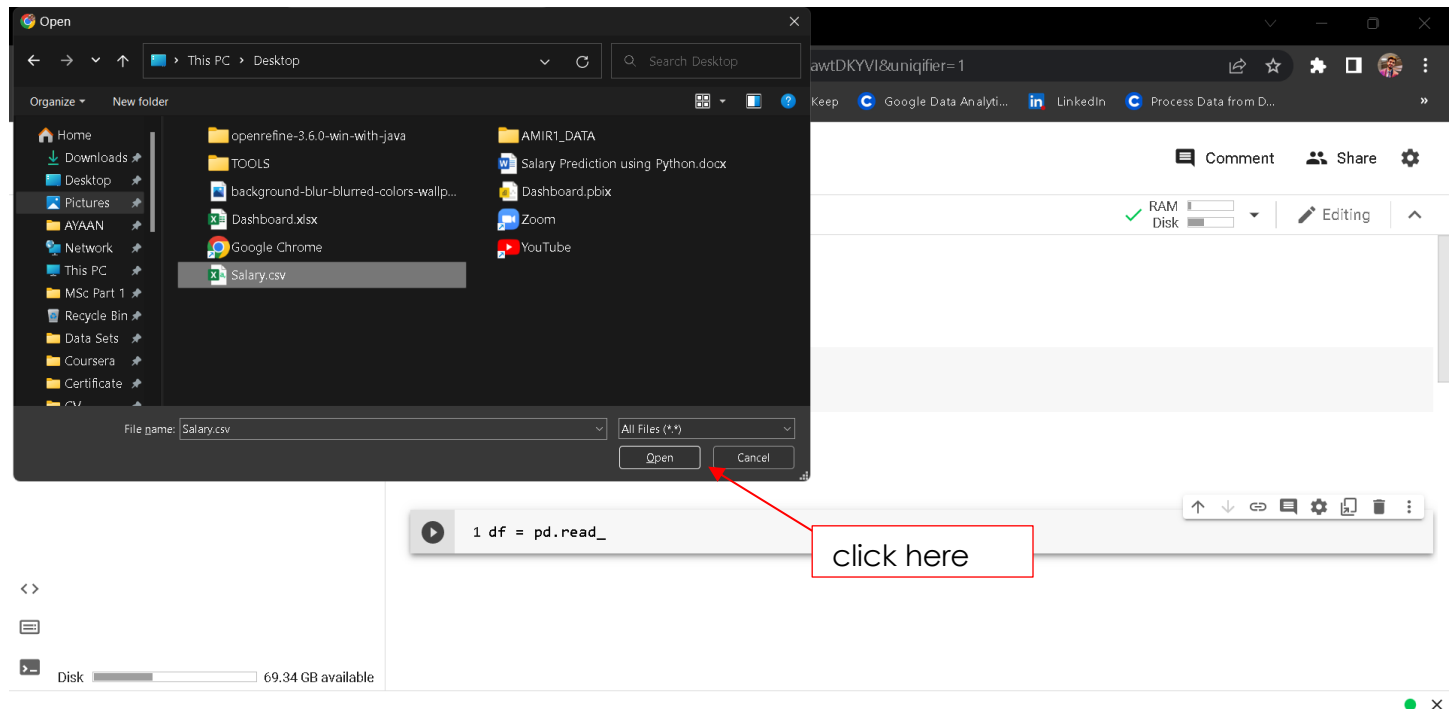 Open
This PC > Desktop
Search Desktop
awtDKYVI&uniqifier=1
Organize
New folder
Keep
Google Data Analyti...
LinkedIn
Process Data from D...
»
Home
Downloads
Desktop
Pictures
AYAAN
Network
This PC
MSc Part 1
Recycle Bin
Data Sets
Coursera
Certificate
CV
openrefine-3.6.0-win-with-java
TOOLS
background-blur-blurred-colors-wallp...
Dashboard.xlsx
Google Chrome
Salary.csv
AMIR1_DATA
Salary Prediction using Python.docx
Dashboard.pbix
Zoom
YouTube
File name: Salary.csv
All Files (*.*)
Open
Cancel
Comment
Share
RAM
Disk
Editing
1 df = pd.read_
click here
Disk
69.34 GB available